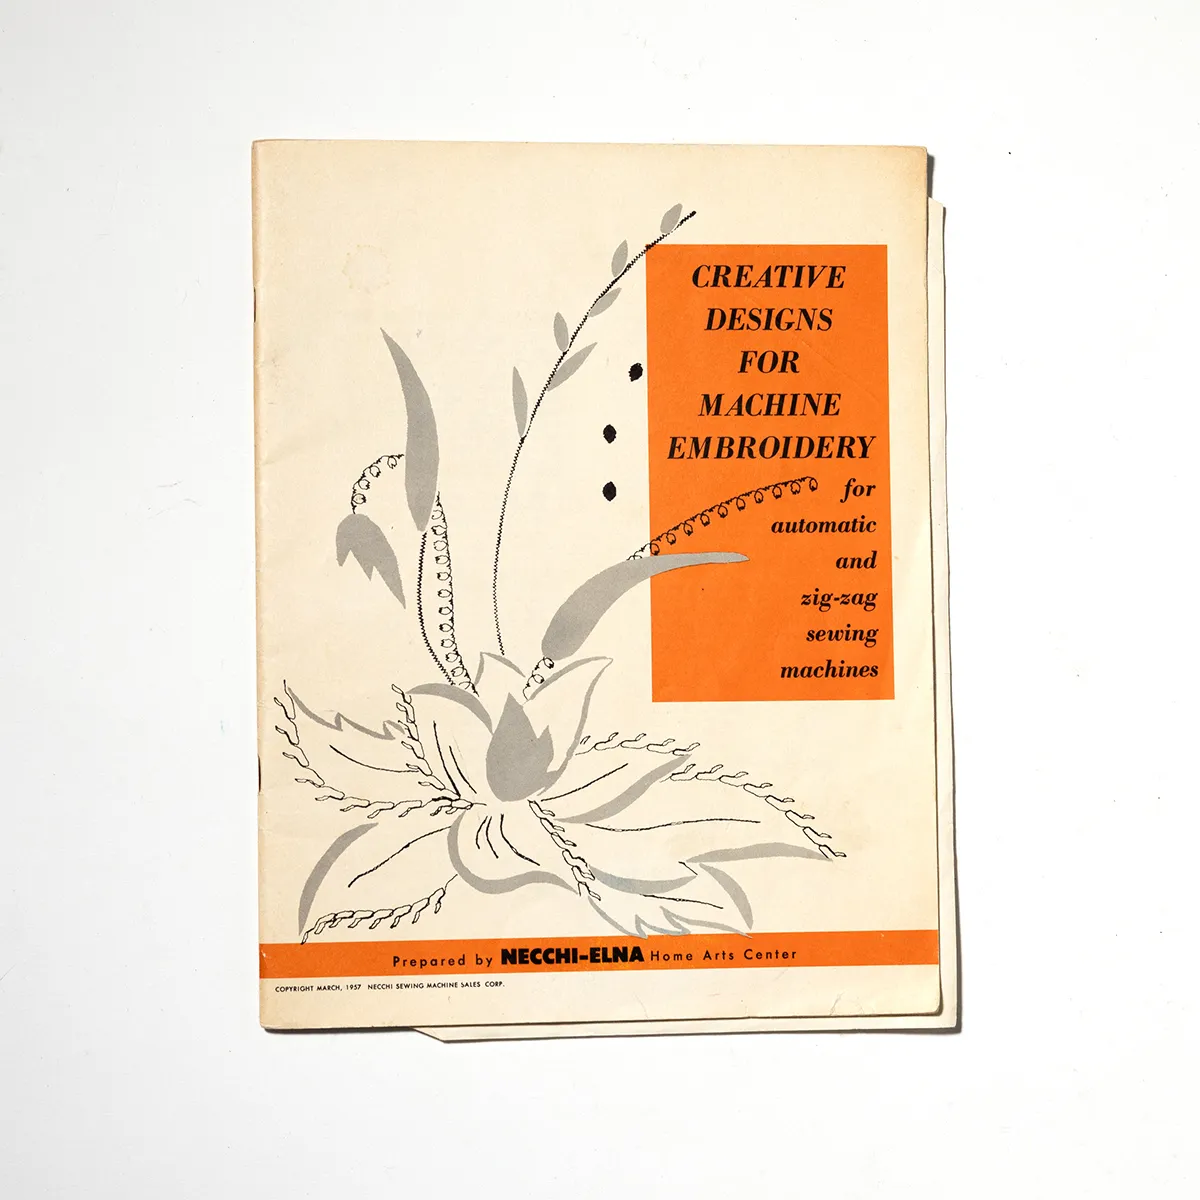 CREATIVE
DESIGNS
FOR
MACHINE
EMBROIDERY
for
automatic
and
zig-zag
sewing
machines
Prepared by NECCHI-ELNA Home Arts Center
COPYRIGHT MARCH, 1957 NECCHI SEWING MACHINE SALES CORP.